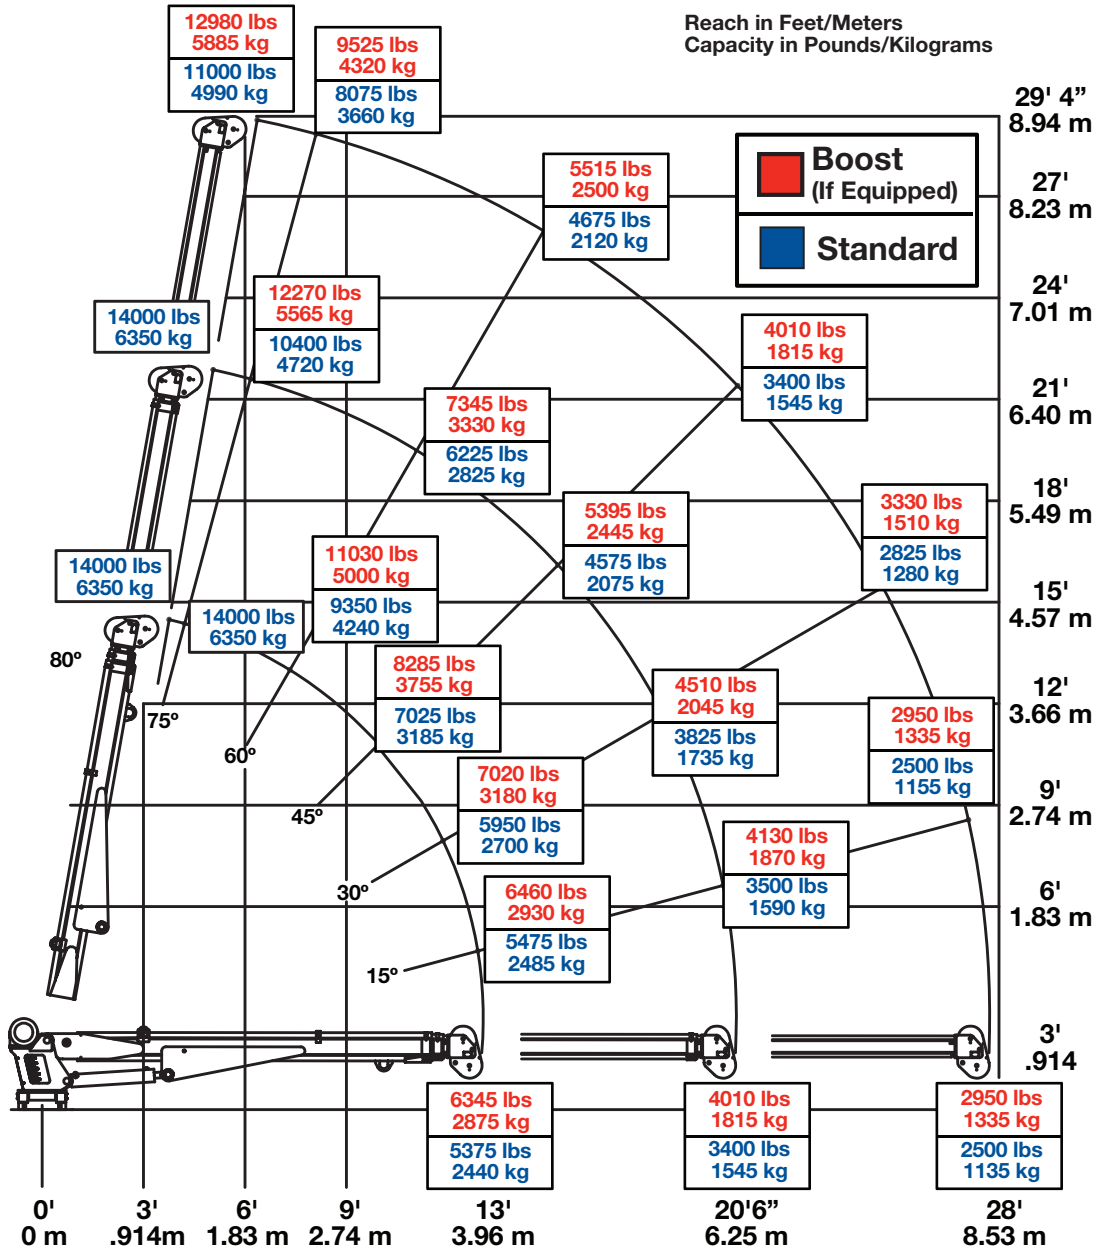 Reach in Feet/Meters
Capacity in Pounds/Kilograms
12980 lbs
5885 kg
11000 lbs
4990 kg
9525 lbs
4320 kg
8075 lbs
3660 kg
29' 4”
8.94 m
Boost
(If Equipped)
Standard
5515 lbs
2500 kg
4675 lbs
2120 kg
27'
8.23 m
24'
7.01 m
12270 lbs
5565 kg
10400 lbs
4720 kg
14000 lbs
6350 kg
4010 lbs
1815 kg
3400 lbs
1545 kg
21'
6.40 m
7345 lbs
3330 kg
6225 lbs
2825 kg
18'
5.49 m
5395 lbs
2445 kg
4575 lbs
2075 kg
3330 lbs
1510 kg
2825 lbs
1280 kg
14000 lbs
6350 kg
11030 lbs
5000 kg
9350 lbs
4240 kg
15'
4.57 m
14000 lbs
6350 kg
80º
8285 lbs
3755 kg
7025 lbs
3185 kg
4510 lbs
2045 kg
3825 lbs
1735 kg
12'
3.66 m
75º
60º
2950 lbs
1335 kg
2500 lbs
1155 kg
7020 lbs
3180 kg
5950 lbs
2700 kg
9'
2.74 m
45º
4130 lbs
1870 kg
3500 lbs
1590 kg
30º
6460 lbs
2930 kg
5475 lbs
2485 kg
6'
1.83 m
15º
3'
.914
6345 lbs
2875 kg
5375 lbs
2440 kg
4010 lbs
1815 kg
3400 lbs
1545 kg
2950 lbs
1335 kg
2500 lbs
1135 kg
0' 3' 6' 9' 13' 20'6” 28'
0 m .914m 1.83 m 2.74 m 3.96 m 6.25 m 8.53 m